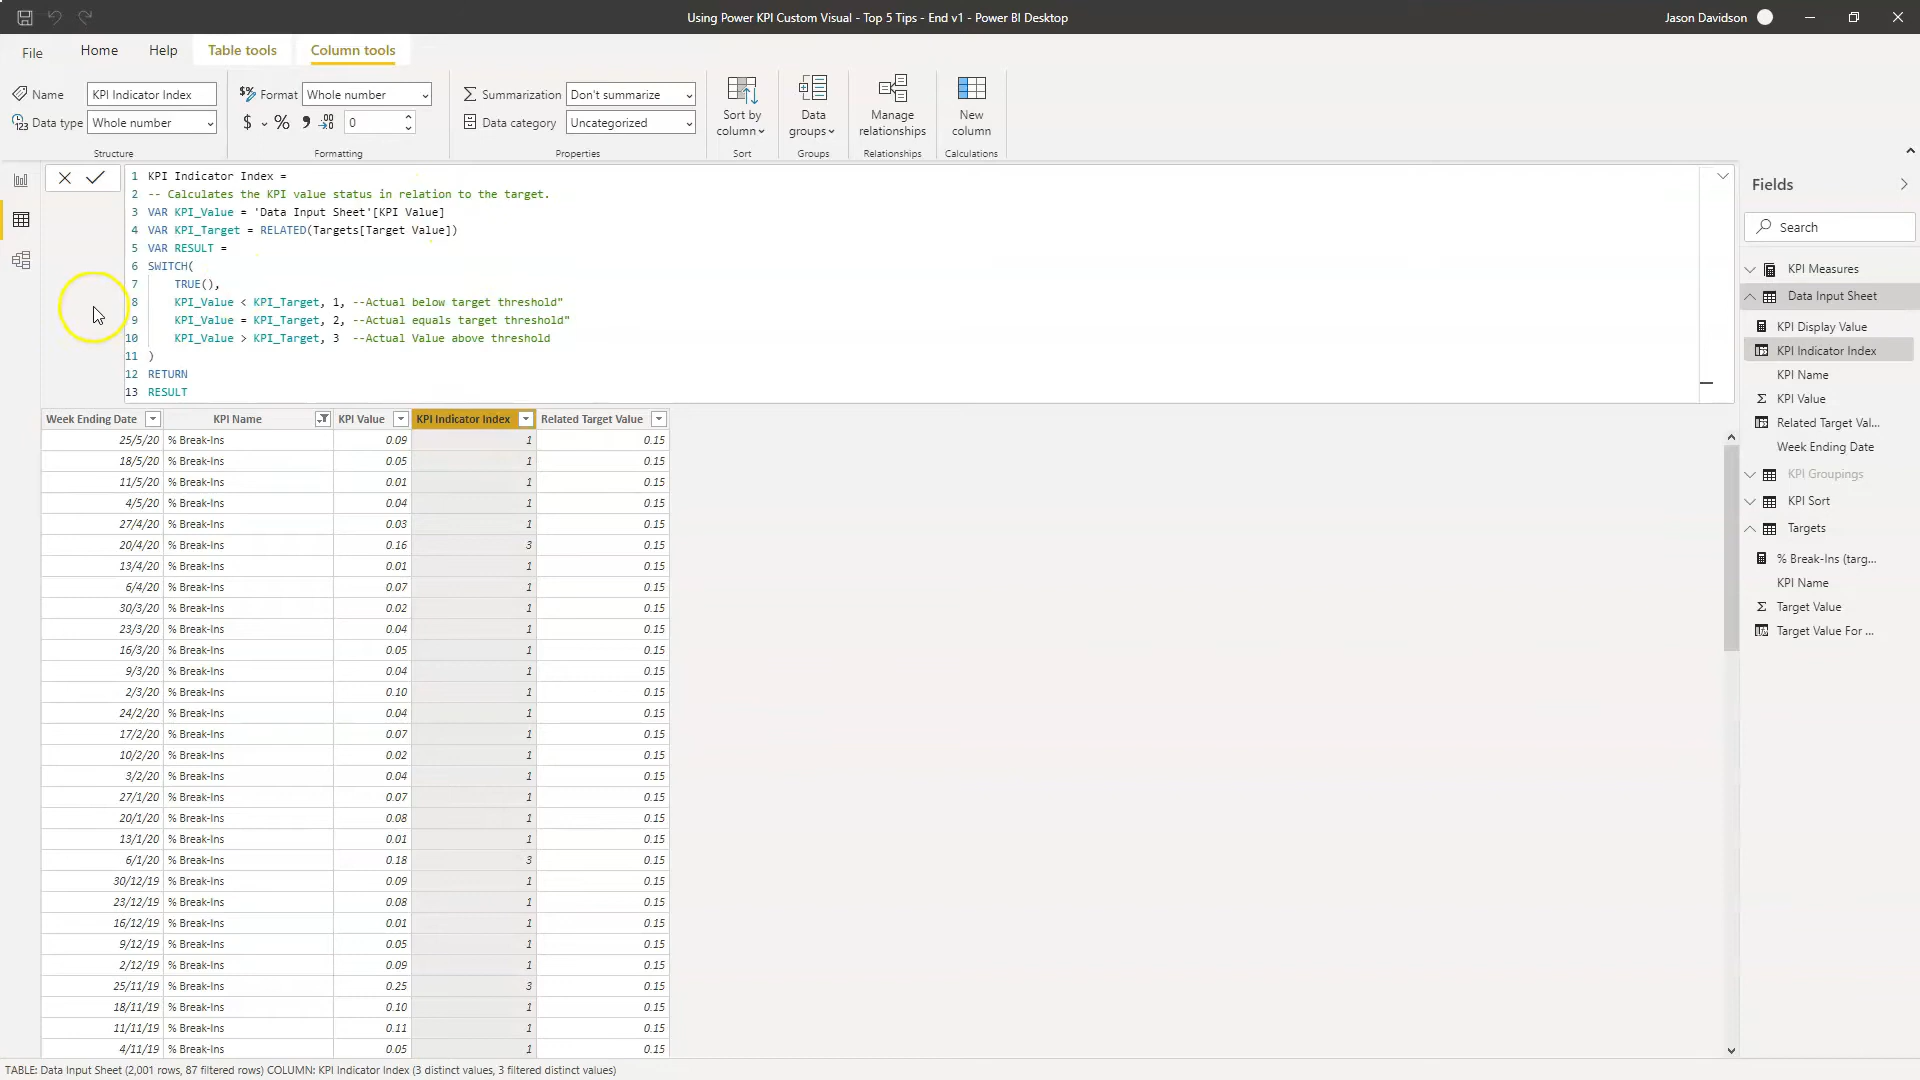 Using Power KPI Custom Visual - Top 5 Tips - End v1 - Power BI Desktop
Jason Davidson
File
Home
Help
Table tools
Column tools
Name
KPI Indicator Index
Data type
Whole number
Structure
Format
Whole number
$
%
0
Formatting
Summarization
Don't summarize
Data category
Uncategorized
Properties
Sort by
column
Sort
Data
groups
Groups
Manage
relationships
Relationships
New
column
Calculations
1 KPI Indicator Index =
2 -- Calculates the KPI value status in relation to the target.
3 VAR KPI_Value = 'Data Input Sheet'[KPI Value]
4 VAR KPI_Target = RELATED(Targets[Target Value])
5 VAR RESULT =
6 SWITCH(
7 TRUE(),
8 KPI_Value < KPI_Target, 1, --Actual below target threshold"
9 KPI_Value = KPI_Target, 2, --Actual equals target threshold"
10 KPI_Value > KPI_Target, 3 --Actual Value above threshold
11 )
12 RETURN
13 RESULT
Week Ending Date KPI Name KPI Value KPI Indicator Index Related Target Value
25/5/20 % Break-Ins 0.09 1 0.15
18/5/20 % Break-Ins 0.05 1 0.15
11/5/20 % Break-Ins 0.01 1 0.15
4/5/20 % Break-Ins 0.04 1 0.15
27/4/20 % Break-Ins 0.03 1 0.15
20/4/20 % Break-Ins 0.16 3 0.15
13/4/20 % Break-Ins 0.01 1 0.15
6/4/20 % Break-Ins 0.07 1 0.15
30/3/20 % Break-Ins 0.02 1 0.15
23/3/20 % Break-Ins 0.04 1 0.15
16/3/20 % Break-Ins 0.05 1 0.15
9/3/20 % Break-Ins 0.04 1 0.15
2/3/20 % Break-Ins 0.10 1 0.15
24/2/20 % Break-Ins 0.04 1 0.15
17/2/20 % Break-Ins 0.07 1 0.15
10/2/20 % Break-Ins 0.02 1 0.15
3/2/20 % Break-Ins 0.04 1 0.15
27/1/20 % Break-Ins 0.07 1 0.15
20/1/20 % Break-Ins 0.08 1 0.15
13/1/20 % Break-Ins 0.01 1 0.15
6/1/20 % Break-Ins 0.18 3 0.15
30/12/19 % Break-Ins 0.09 1 0.15
23/12/19 % Break-Ins 0.08 1 0.15
16/12/19 % Break-Ins 0.01 1 0.15
9/12/19 % Break-Ins 0.05 1 0.15
2/12/19 % Break-Ins 0.09 1 0.15
25/11/19 % Break-Ins 0.25 3 0.15
18/11/19 % Break-Ins 0.10 1 0.15
11/11/19 % Break-Ins 0.11 1 0.15
4/11/19 % Break-Ins 0.05 1 0.15
Fields
Search
KPI Measures
Data Input Sheet
KPI Display Value
KPI Indicator Index
KPI Name
Σ KPI Value
Related Target Val...
Week Ending Date
KPI Groupings
KPI Sort
Targets
% Break-Ins (targ...
KPI Name
Σ Target Value
Target Value For ...
TABLE: Data Input Sheet (2,001 rows, 87 filtered rows) COLUMN: KPI Indicator Index (3 distinct values, 3 filtered distinct values)